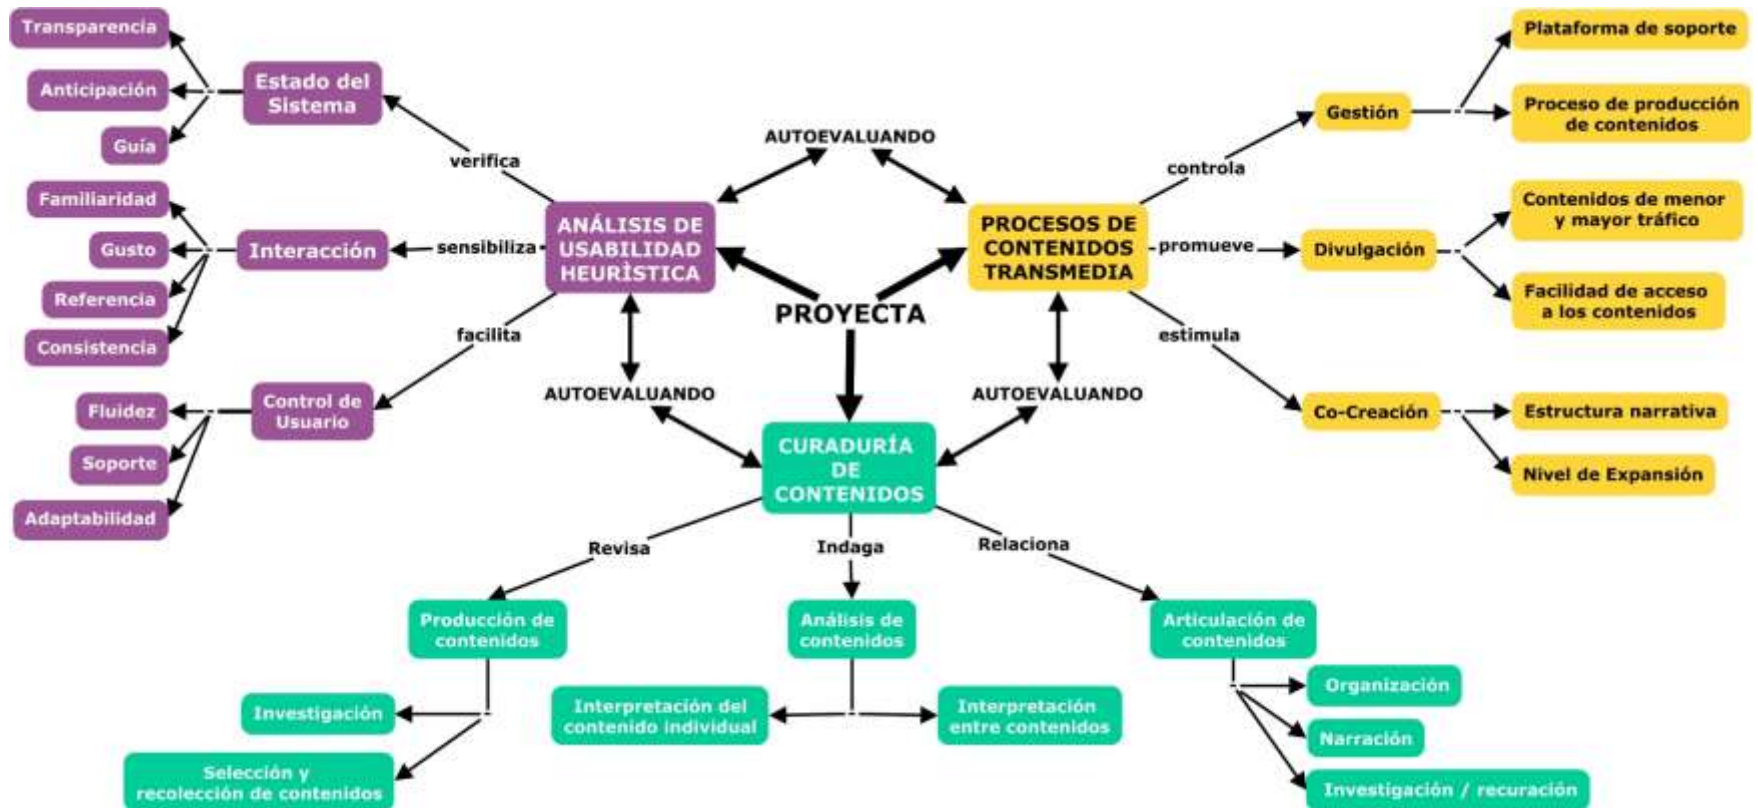 Transparencia
Anticipación
Guía
Estado del
Sistema
verifica
Familiaridad
Gusto
Referencia
Consistencia
Interacción
sensibiliza
Fluidez
Soporte
Adaptabilidad
Control de
Usuario
facilita
ANÁLISIS DE
USABILIDAD
HEURÌSTICA
AUTOEVALUANDO
PROYECTA
AUTOEVALUANDO
AUTOEVALUANDO
PROCESOS DE
CONTENIDOS
TRANSMEDIA
controla
Gestión
Plataforma de soporte
Proceso de producción
de contenidos
promueve
Divulgación
Contenidos de menor
y mayor tráfico
Facilidad de acceso
a los contenidos
estimula
Co-Creación
Estructura narrativa
Nivel de Expansión
CURADURÍA
DE
CONTENIDOS
Revisa
Indaga
Relaciona
Producción de
contenidos
Investigación
Selección y
recolección de contenidos
Análisis de
contenidos
Interpretación del
contenido individual
Interpretación
entre contenidos
Articulación de
contenidos
Organización
Narración
Investigación / recuración